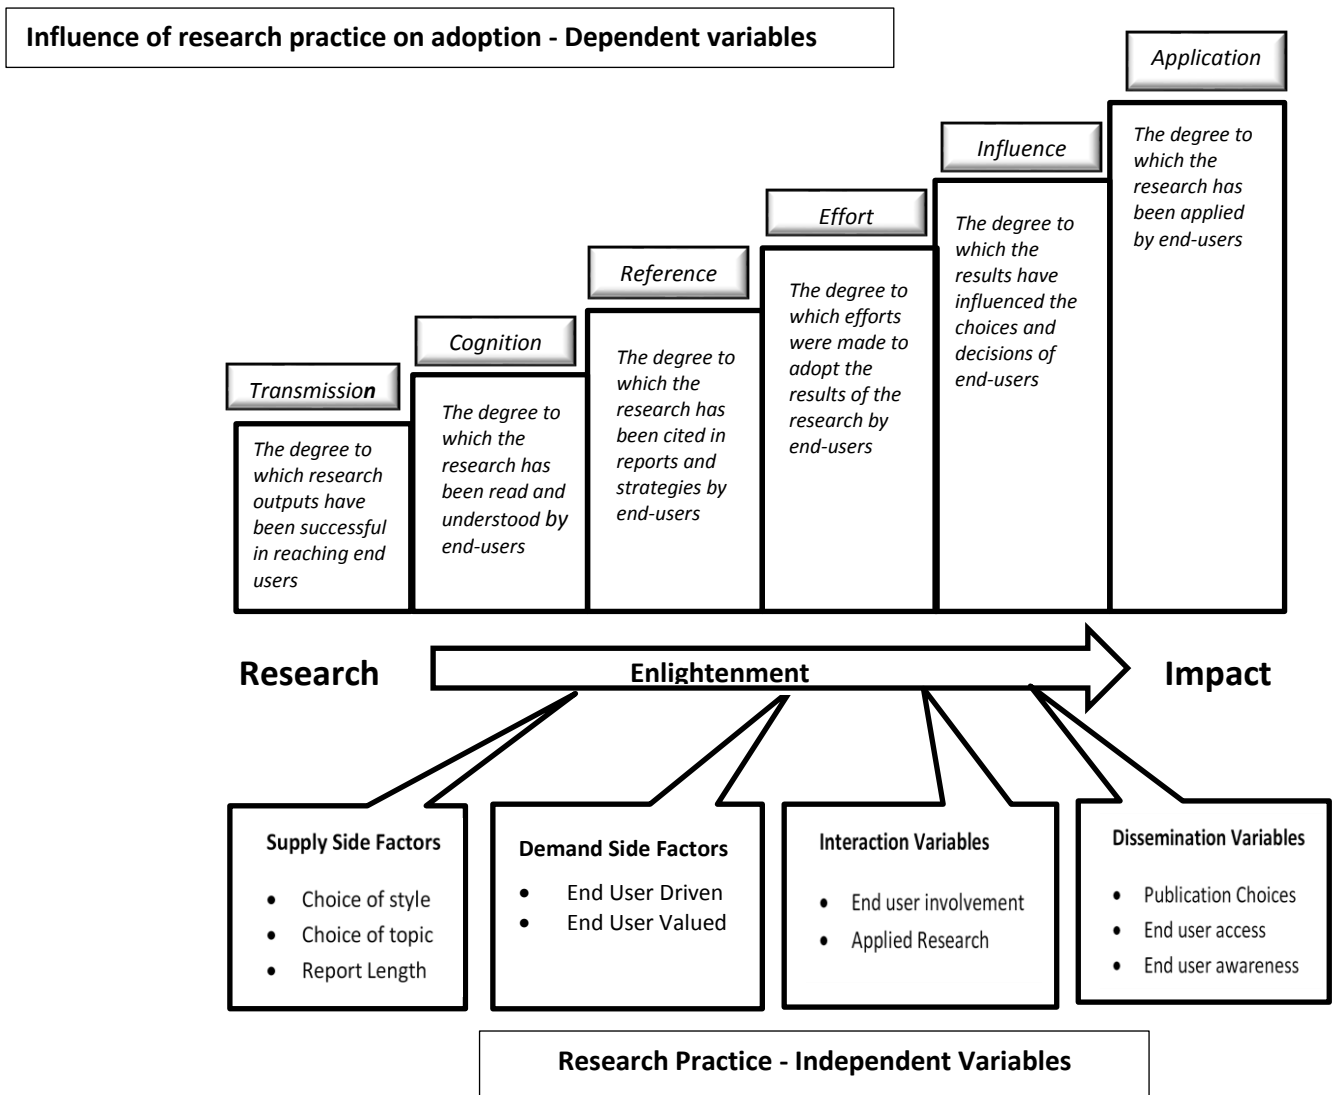 Influence of research practice on adoption - Dependent variables
Application
The degree to
which the
research has
been applied
by end-users
Influence
The degree to
which the
results have
influenced the
choices and
decisions of
end-users
Effort
The degree to
which efforts
were made to
adopt the
results of the
research by
end-users
Reference
The degree to
which the
research has
been cited in
reports and
strategies by
end-users
Cognition
The degree to
which the
research has
been read and
understood by
end-users
Transmission
The degree to
which research
outputs have
been successful
in reaching end
users
Research
Enlightenment
Impact
Supply Side Factors
• Choice of style
• Choice of topic
• Report Length
Demand Side Factors
• End User Driven
• End User Valued
Interaction Variables
• End user involvement
• Applied Research
Dissemination Variables
• Publication Choices
• End user access
• End user awareness
Research Practice - Independent Variables